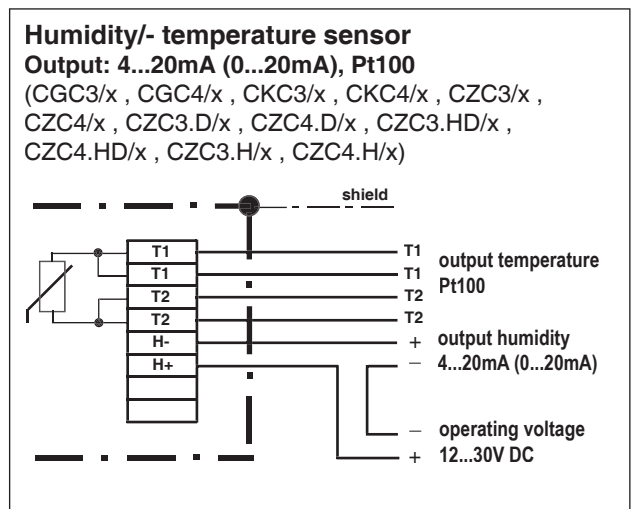 Humidity/- temperature sensor
Output: 4...20mA (0...20mA), Pt100
(CGC3/x , CGC4/x , CKC3/x , CKC4/x , CZC3/x ,
CZC4/x , CZC3.D/x , CZC4.D/x , CZC3.HD/x ,
CZC4.HD/x , CZC3.H/x , CZC4.H/x)
shield
T1
T1
T2
T2
H-
H+
T1
T1
T2
T2
+
−
−
+
output temperature
Pt100
output humidity
4...20mA (0...20mA)
operating voltage
12...30V DC